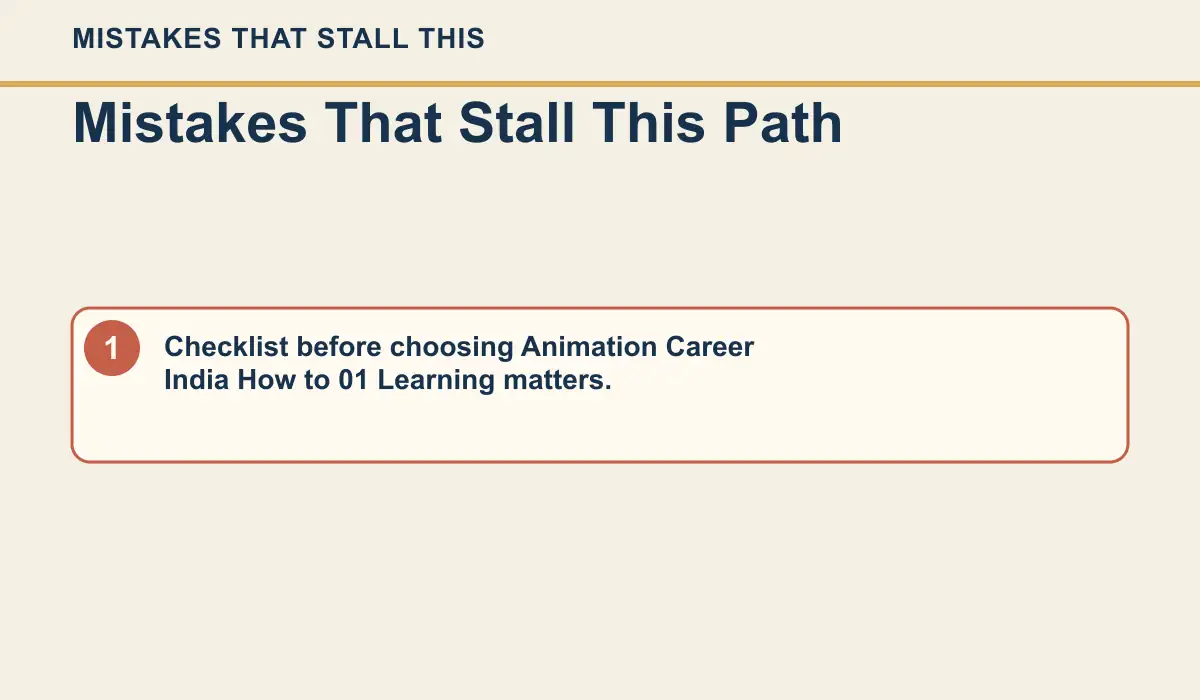 MISTAKES THAT STALL THIS
Mistakes That Stall This Path
1
Checklist before choosing Animation Career
India How to 01 Learning matters.